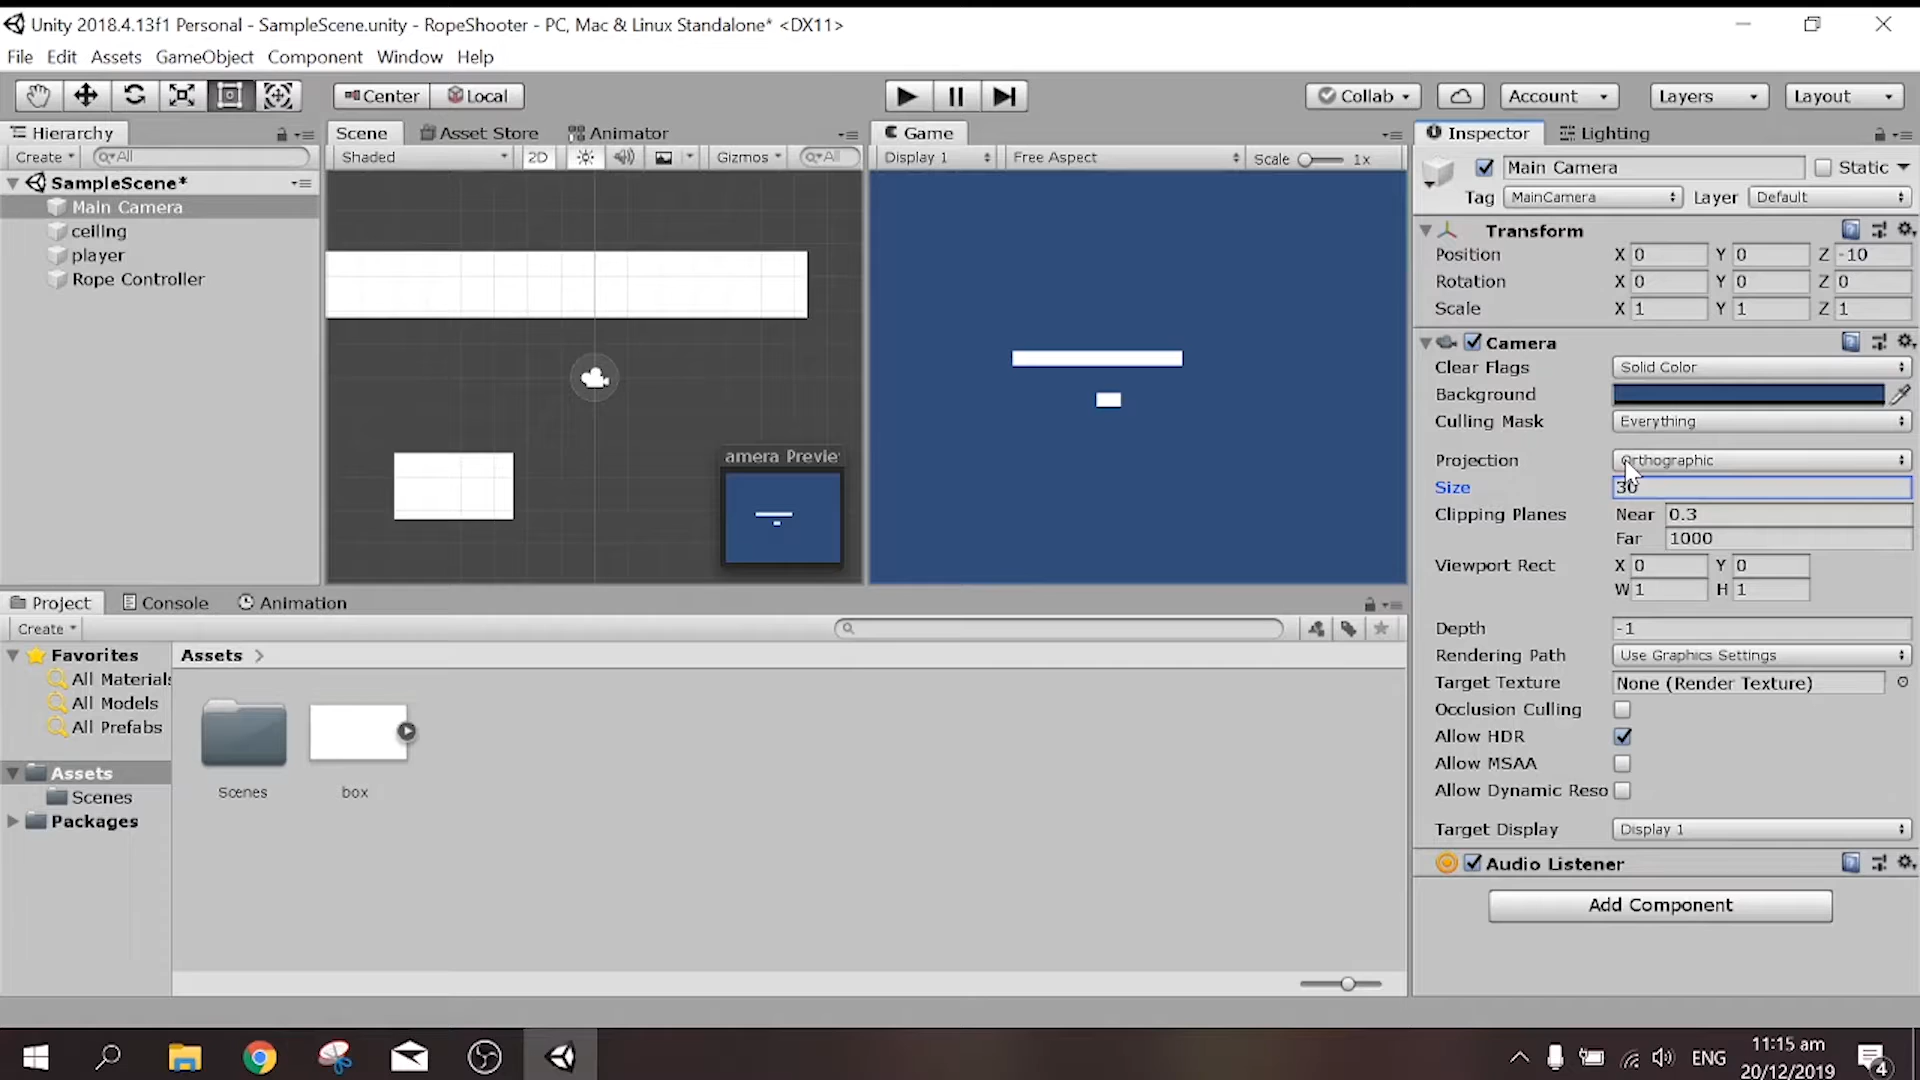 Unity 2018.4.13f1 Personal - SampleScene.unity - RopeShooter - PC, Mac & Linux Standalone* <DX11>
File Edit Assets GameObject Component Window Help
Center Local Collab Account Layers Layout
Hierarchy
Create All
SampleScene*
Main Camera
ceiling
player
Rope Controller
Scene Asset Store Animator
Shaded 2D Gizmos All
amera Previe
Game
Display 1 Free Aspect Scale 1x
Inspector Lighting
Main Camera Static
Tag MainCamera Layer Default
Transform
Position X 0 Y 0 Z -10
Rotation X 0 Y 0 Z 0
Scale X 1 Y 1 Z 1
Camera
Clear Flags Solid Color
Background
Culling Mask Everything
Projection Orthographic
Size 30
Clipping Planes Near 0.3
Far 1000
Viewport Rect X 0 Y 0
W 1 H 1
Depth -1
Rendering Path Use Graphics Settings
Target Texture None (Render Texture)
Occlusion Culling
Allow HDR
Allow MSAA
Allow Dynamic Reso
Target Display Display 1
Audio Listener
Add Component
Project Console Animation
Create
Favorites
All Materials
All Models
All Prefabs
Assets
Scenes
Packages
Assets
Scenes box
ENG
11:15 am
20/12/2019
4